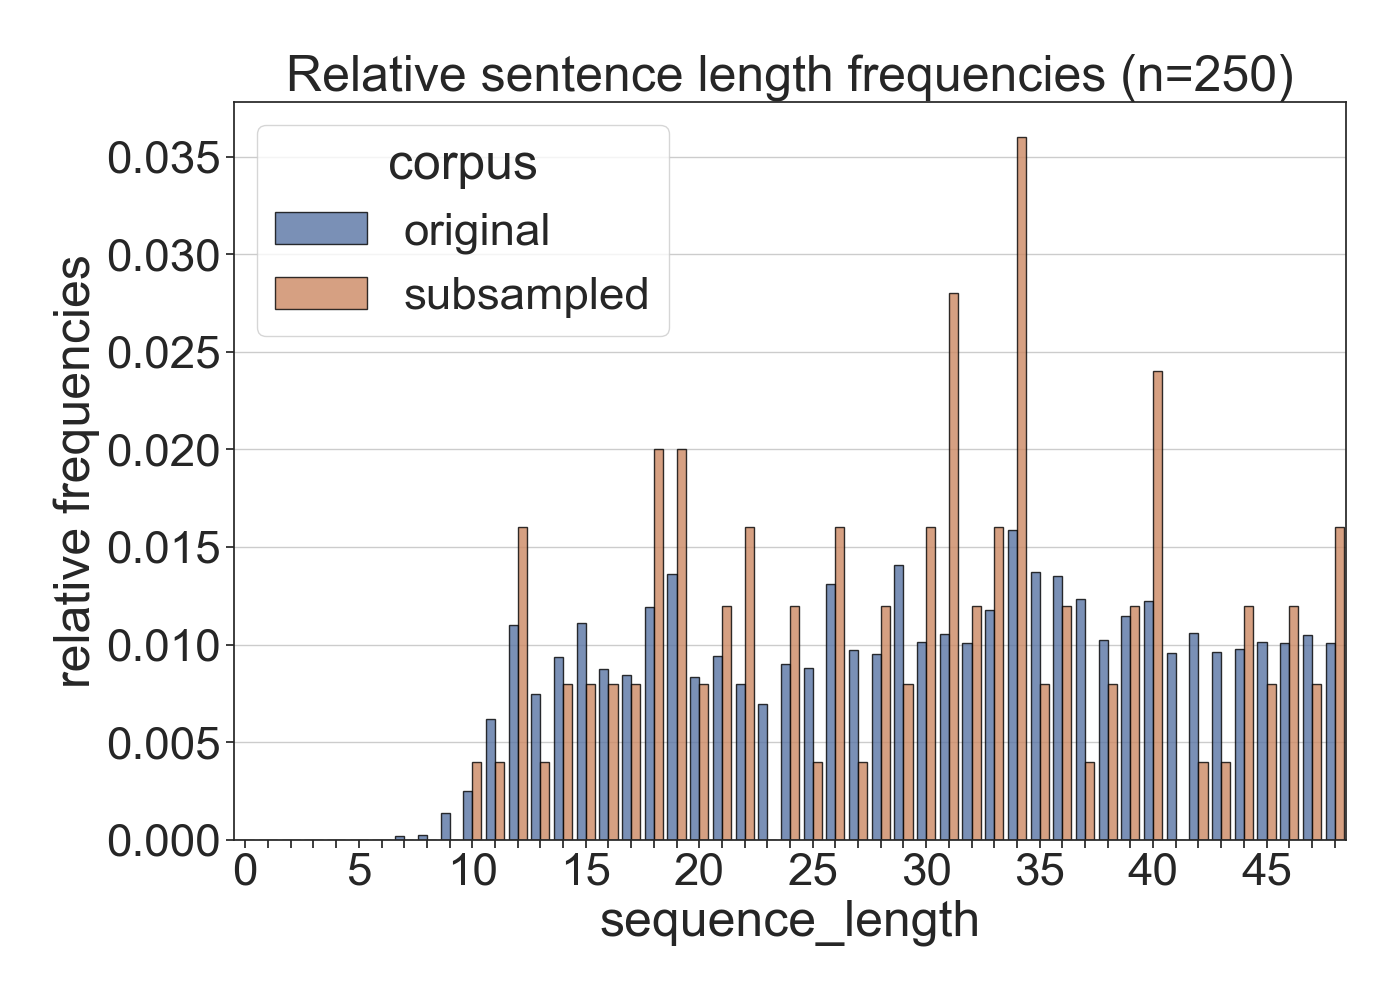 Relative sentence length frequencies (n=250)
corpus
original
subsampled
relative frequencies
0.035
0.030
0.025
0.020
0.015
0.010
0.005
0.000
0 5 10 15 20 25 30 35 40 45
sequence_length